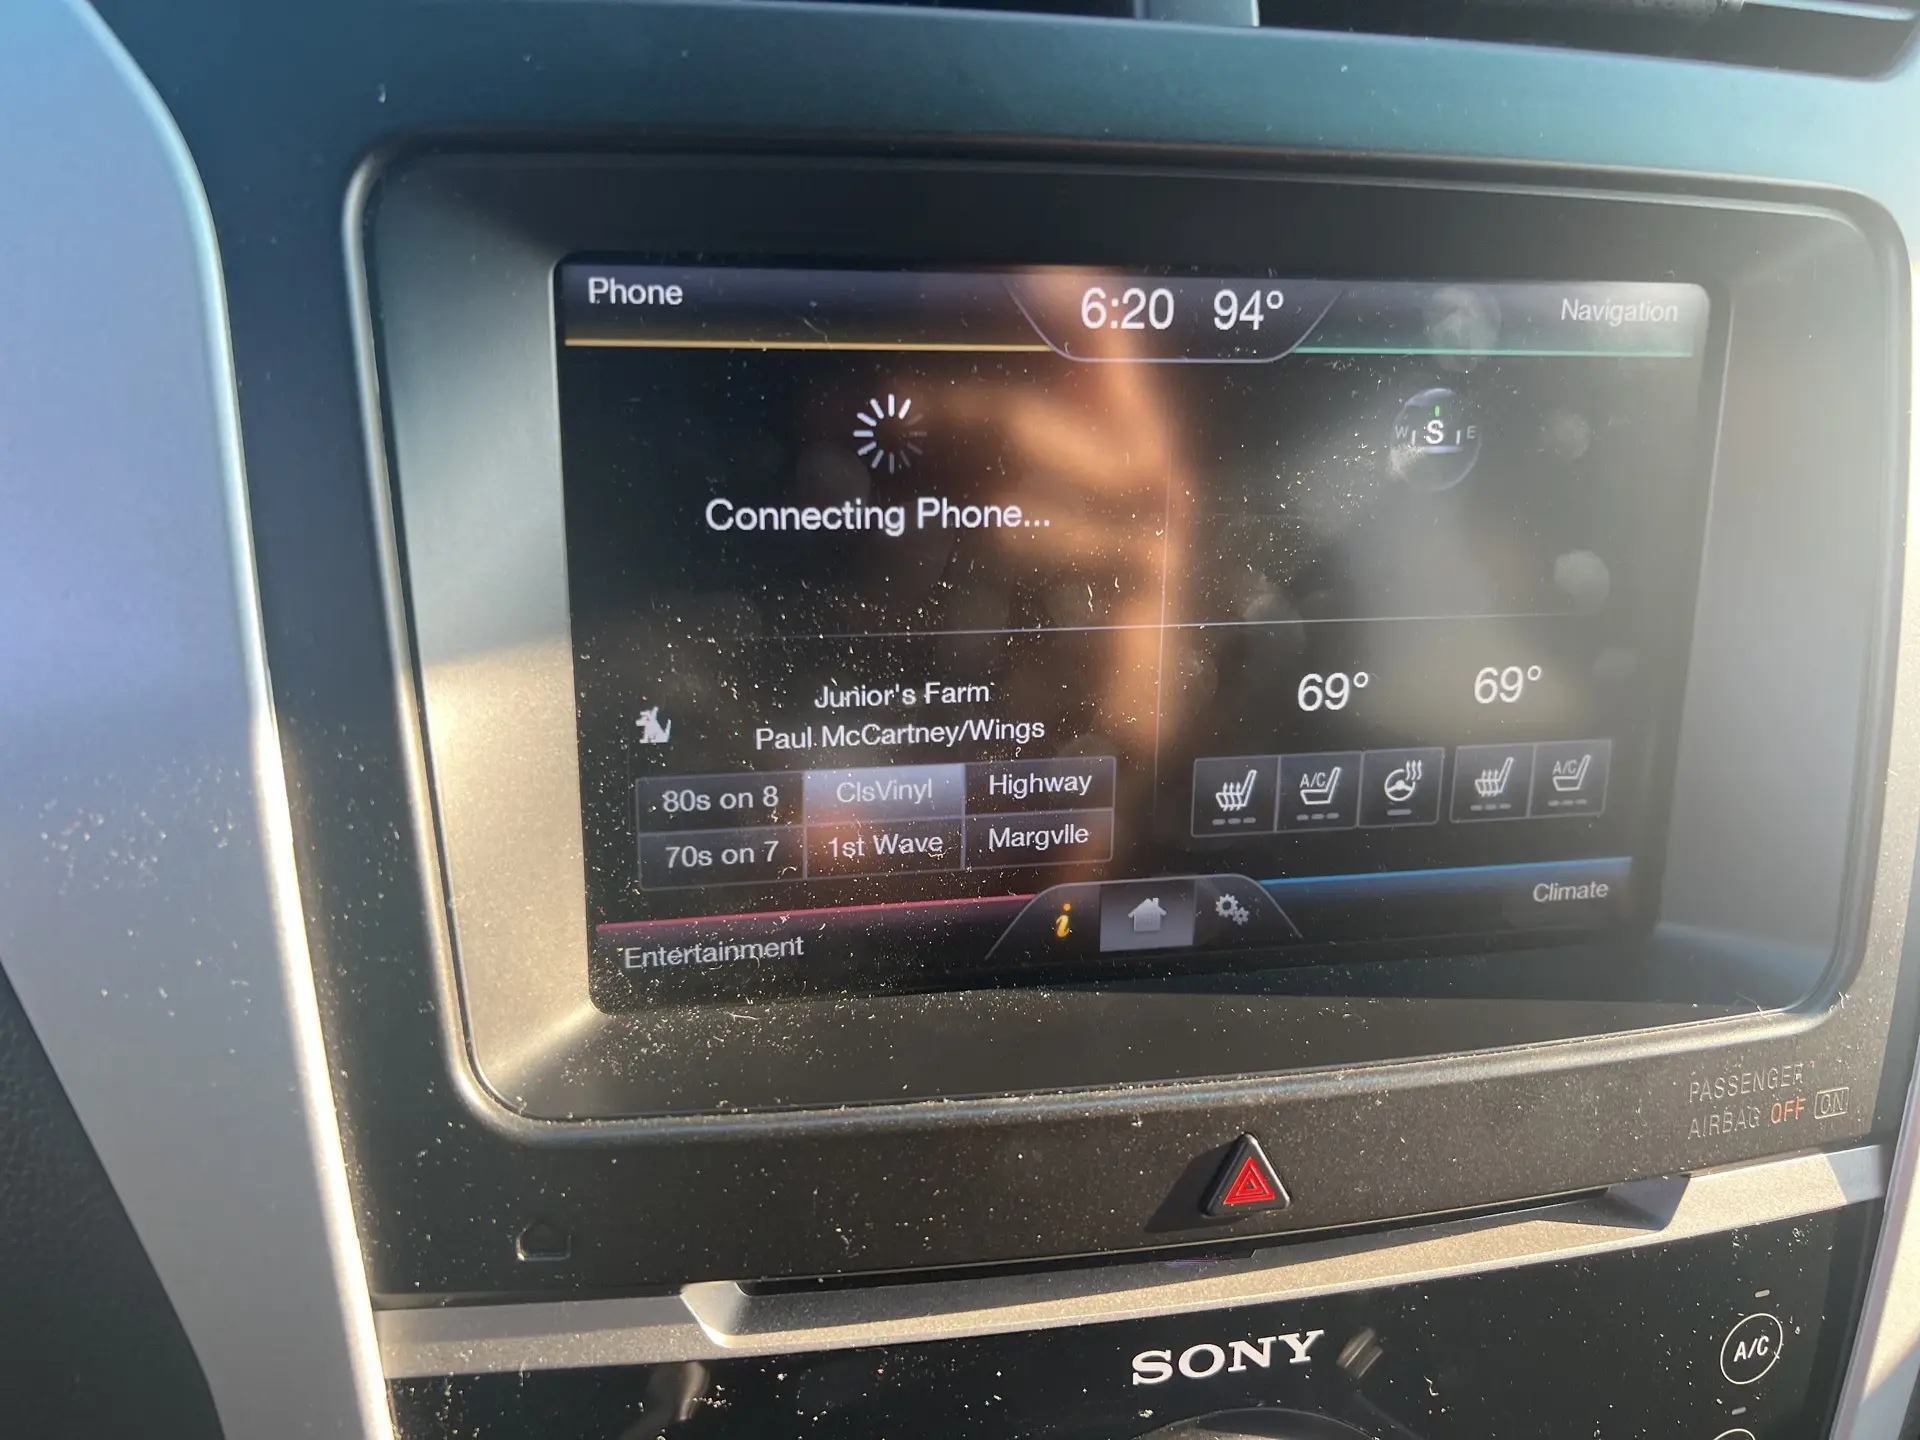 Phone
6:20 94°
Navigation
Connecting Phone...
W S E
Junior's Farm
Paul McCartney/Wings
80s on 8
ClsVinyl
Highway
70s on 7
1st Wave
Margvlle
69° 69°
A/C
A/C
Entertainment
i
Climate
PASSENGER
AIRBAG OFF ON
SONY
A/C